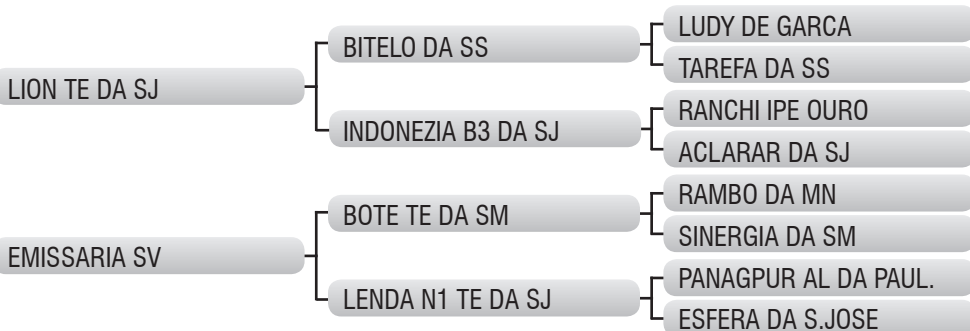 LION TE DA SJ
BITELO DA SS
LUDY DE GARCA
TAREFA DA SS
INDONEZIA B3 DA SJ
RANCHI IPE OURO
ACLARAR DA SJ
EMISSARIA SV
BOTE TE DA SM
RAMBO DA MN
SINERGIA DA SM
LENDA N1 TE DA SJ
PANAGPUR AL DA PAUL.
ESFERA DA S.JOSE